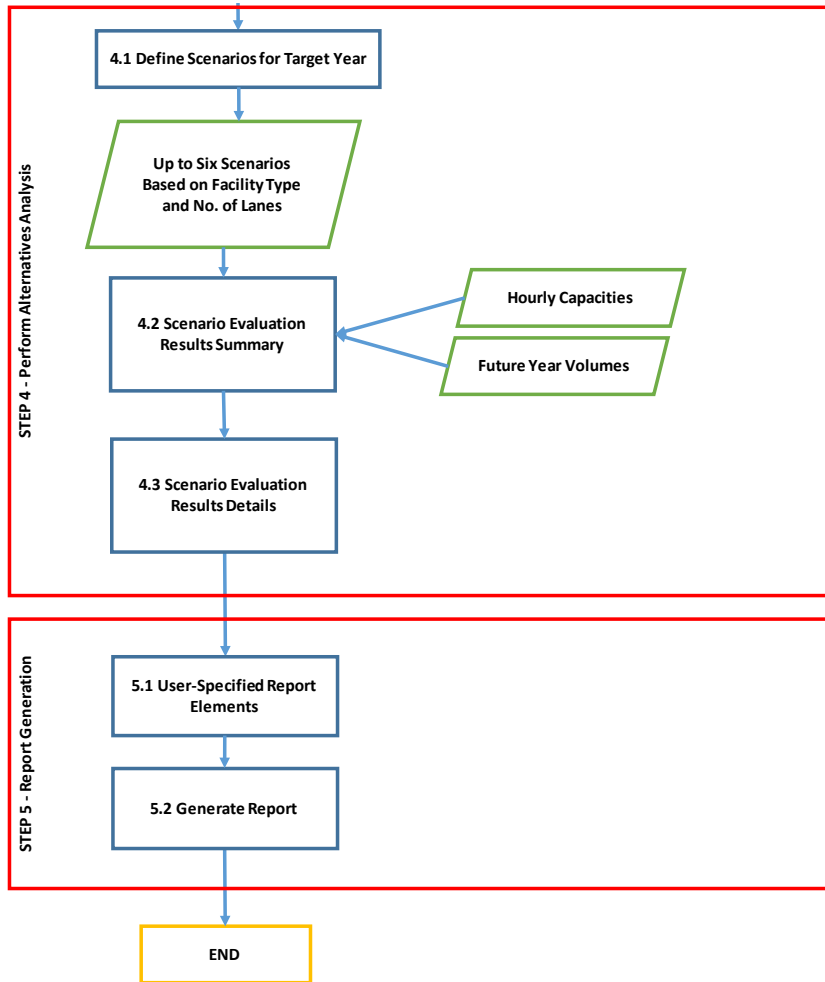 STEP 4 - Perform Alternatives Analysis
4.1 Define Scenarios for Target Year
Up to Six Scenarios
Based on Facility Type
and No. of Lanes
4.2 Scenario Evaluation
Results Summary
Hourly Capacities
Future Year Volumes
4.3 Scenario Evaluation
Results Details
STEP 5 - Report Generation
5.1 User-Specified Report
Elements
5.2 Generate Report
END